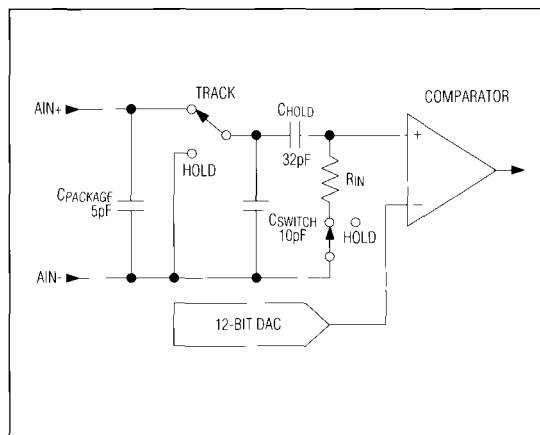 TRACK
COMPARATOR
AIN+
CHOLD
32pF
+
HOLD
RIN
CPACKAGE
5pF
CSWITCH
10pF
HOLD
−
AIN-
12-BIT DAC